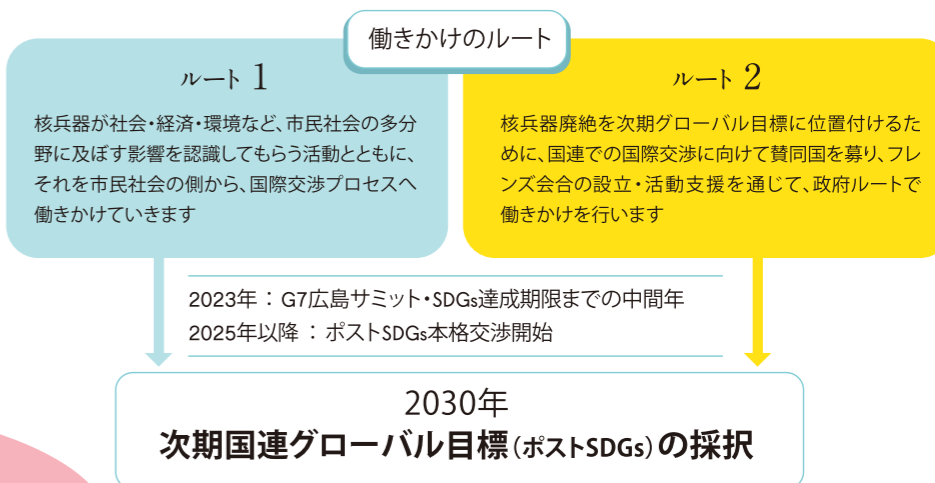 働きかけのルート
ルート 1
核兵器が社会・経済・環境など、市民社会の多分
野に及ぼす影響を認識してもらう活動とともに、
それを市民社会の側から、国際交渉プロセスへ
働きかけていきます
ルート 2
核兵器廃絶を次期グローバル目標に位置付けるた
めに、国連での国際交渉に向けて賛同国を募り、フレ
ンズ会合の設立・活動支援を通じて、政府ルートで
働きかけを行います
2023年 : G7広島サミット・SDGs達成期限までの中間年
2025年以降 : ポストSDGs本格交渉開始
2030年
次期国連グローバル目標(ポストSDGs)の採択